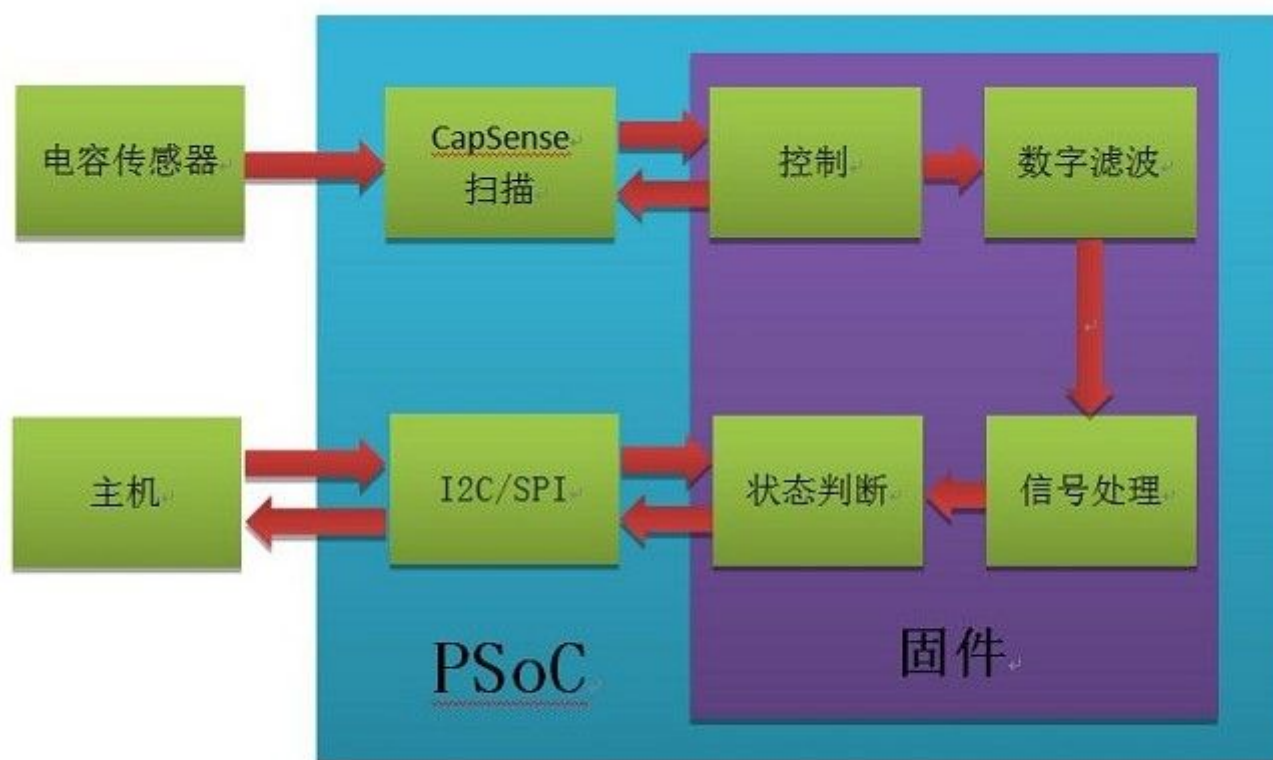 电容传感器
CapSense
扫描
控制
数字滤波
主机
I2C/SPI
状态判断
信号处理
PSoC
固件